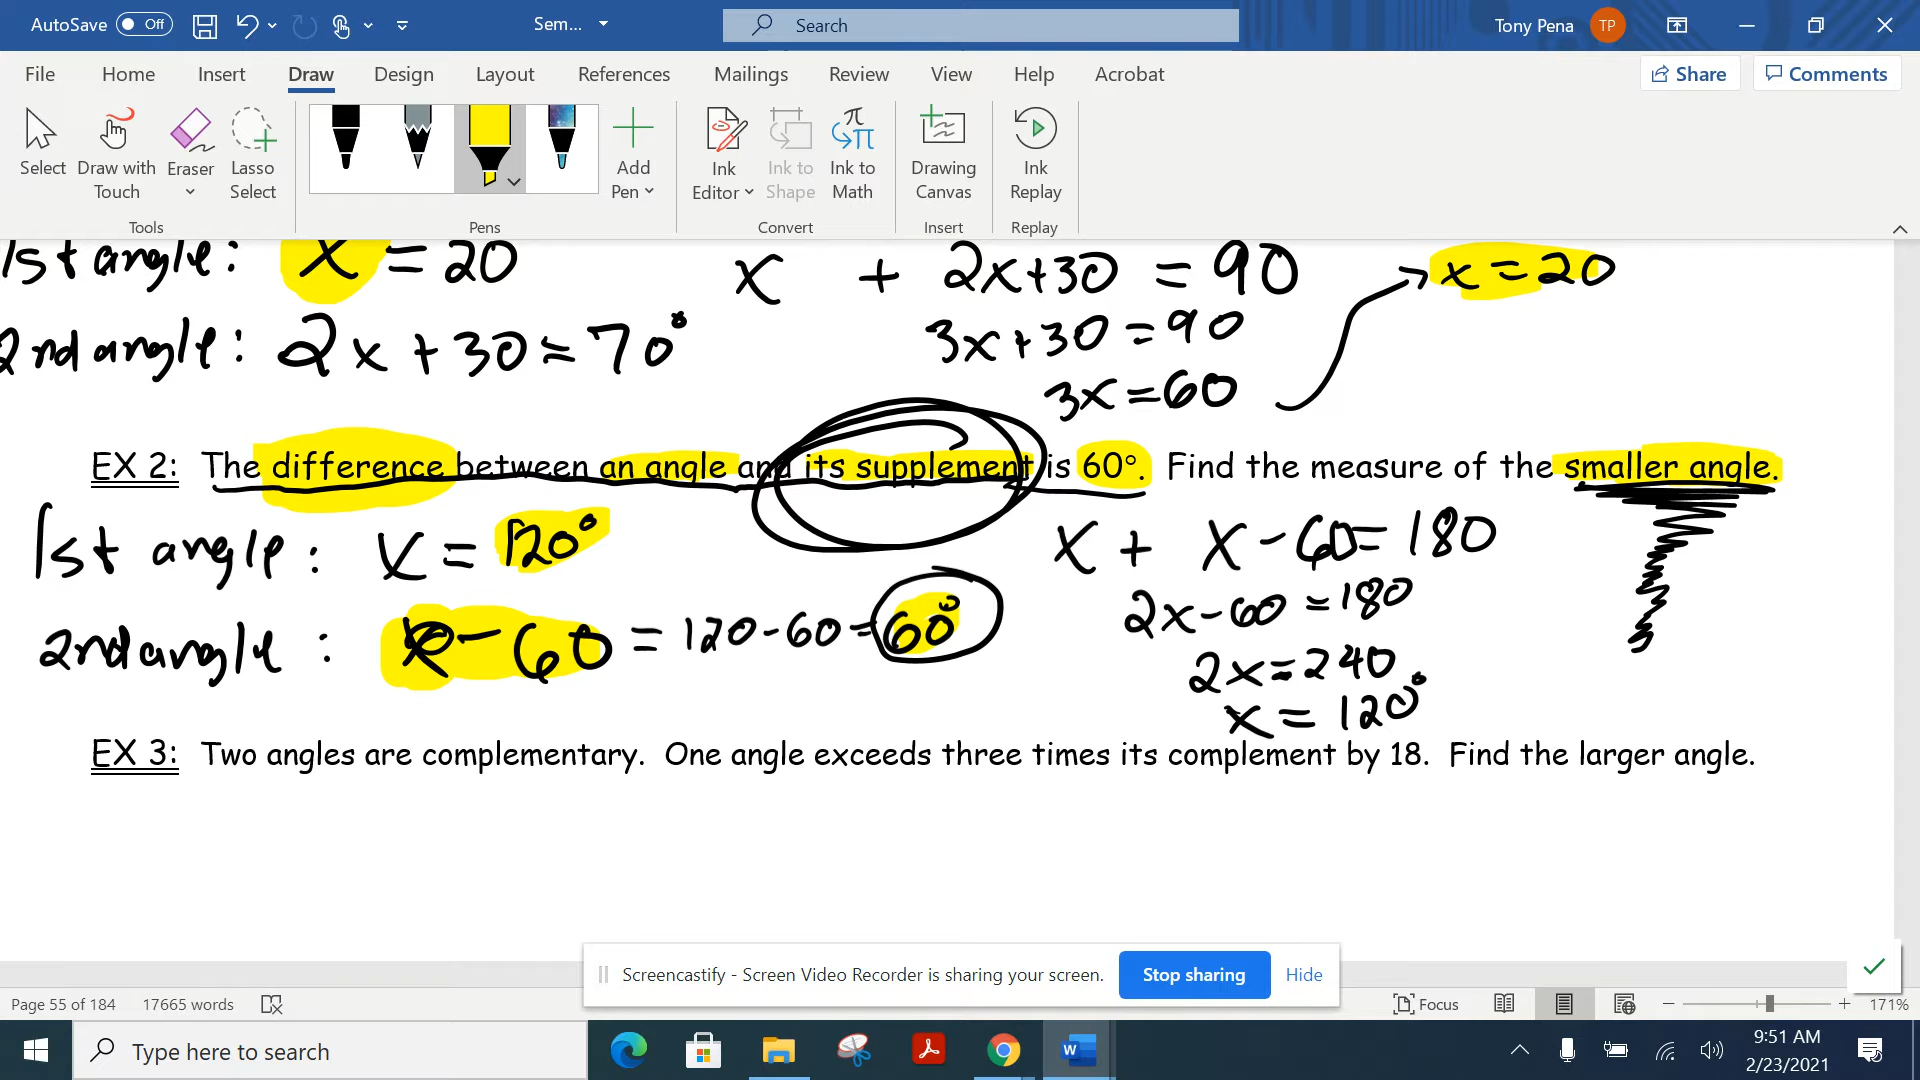 AutoSave Off Sem... Search Tony Pena TP
File Home Insert Draw Design Layout References Mailings Review View Help Acrobat Share Comments
Select Draw with Touch Eraser Lasso Select Add Pen Ink Editor Ink to Shape Ink to Math Drawing Canvas Ink Replay
Tools Pens Convert Insert Replay
1st angle: x = 20 x + 2x+30 = 90 → x = 20
2nd angle: 2x+30 = 70° 3x+30 = 90
3x = 60
EX 2: The difference between an angle and its supplement is 60°. Find the measure of the smaller angle.
1st angle: x = 120° x + x - 60 = 180
2x - 60 = 180
2nd angle: x - 60 = 120 - 60 = 60°
2x = 240
x = 120°
EX 3: Two angles are complementary. One angle exceeds three times its complement by 18. Find the larger angle.
Screencastify - Screen Video Recorder is sharing your screen. Stop sharing Hide
Page 55 of 184 17665 words Focus 171%
Type here to search 9:51 AM
2/23/2021